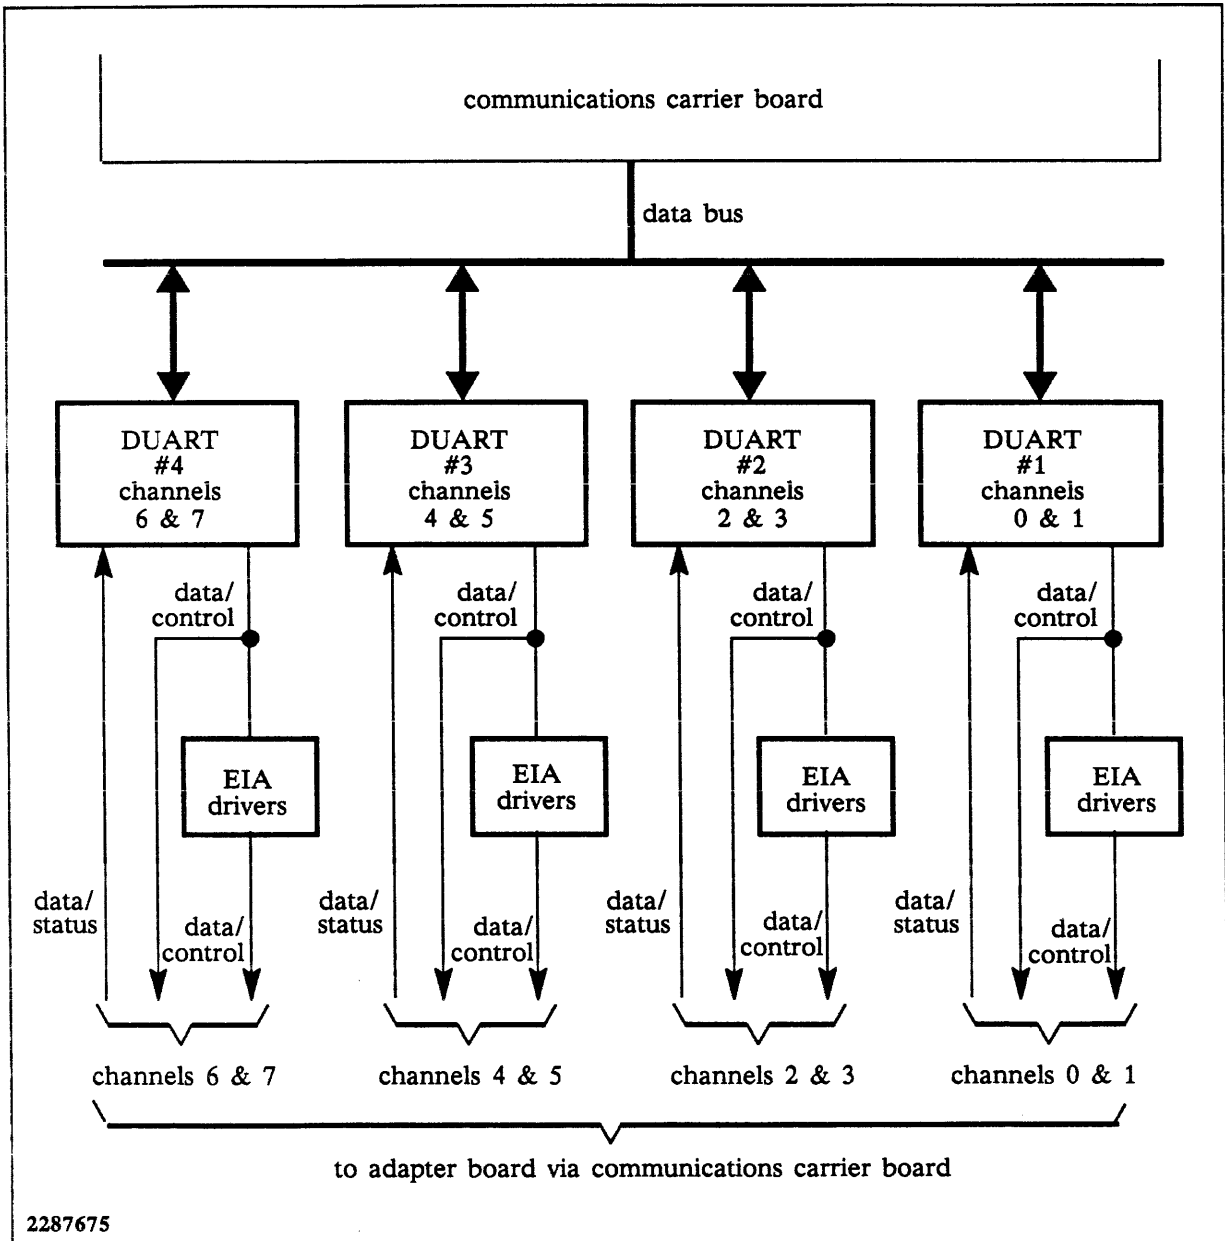 communications carrier board
data bus
DUART
#4
channels
6 & 7
DUART
#3
channels
4 & 5
DUART
#2
channels
2 & 3
DUART
#1
channels
0 & 1
data/
control
data/
control
data/
control
data/
control
EIA
drivers
EIA
drivers
EIA
drivers
EIA
drivers
data/
status
data/
control
data/
status
data/
control
data/
status
data/
control
data/
status
data/
control
channels 6 & 7
channels 4 & 5
channels 2 & 3
channels 0 & 1
to adapter board via communications carrier board
2287675